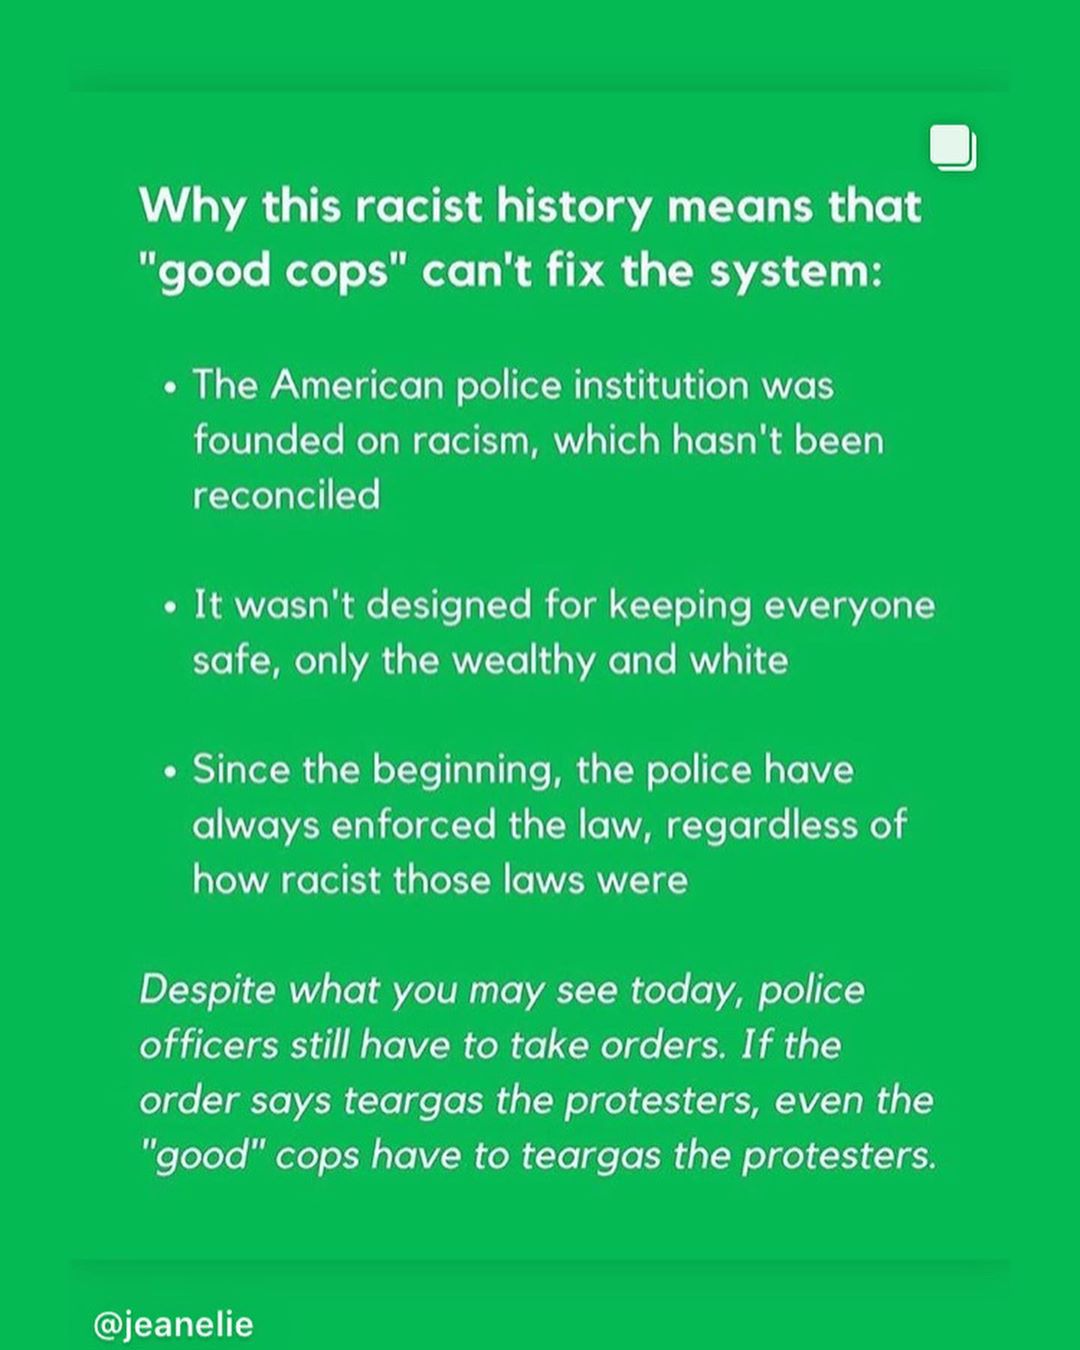 Why this racist history means that
"good cops" can't fix the system:
• The American police institution was
founded on racism, which hasn't been
reconciled
• It wasn't designed for keeping everyone
safe, only the wealthy and white
• Since the beginning, the police have
always enforced the law, regardless of
how racist those laws were
Despite what you may see today, police
officers still have to take orders. If the
order says teargas the protesters, even the
"good" cops have to teargas the protesters.
@jeanelie